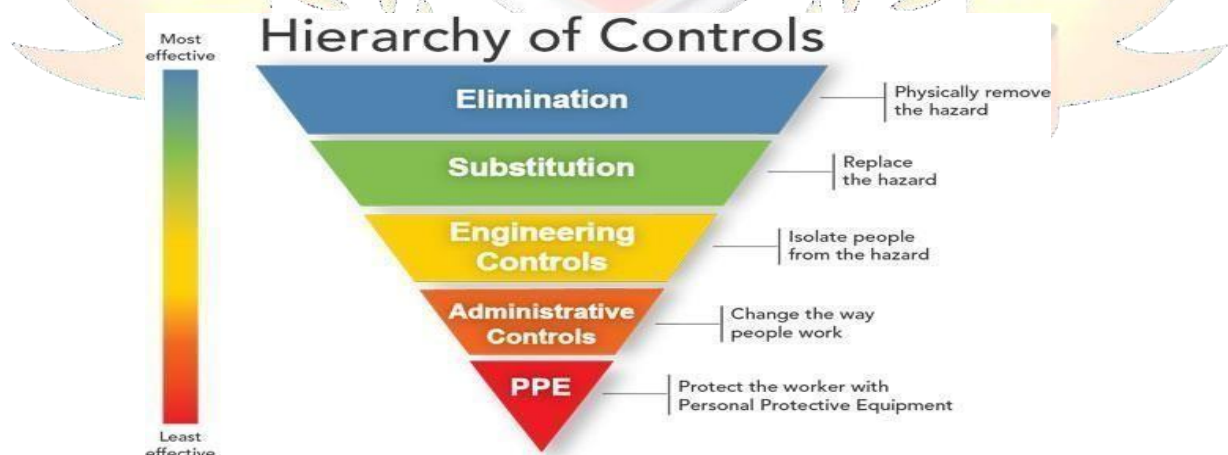 Hierarchy of Controls
Most
effective
Elimination
Physically remove
the hazard
Substitution
Replace
the hazard
Engineering
Controls
Isolate people
from the hazard
Administrative
Controls
Change the way
people work
PPE
Protect the worker with
Personal Protective Equipment
Least
effective